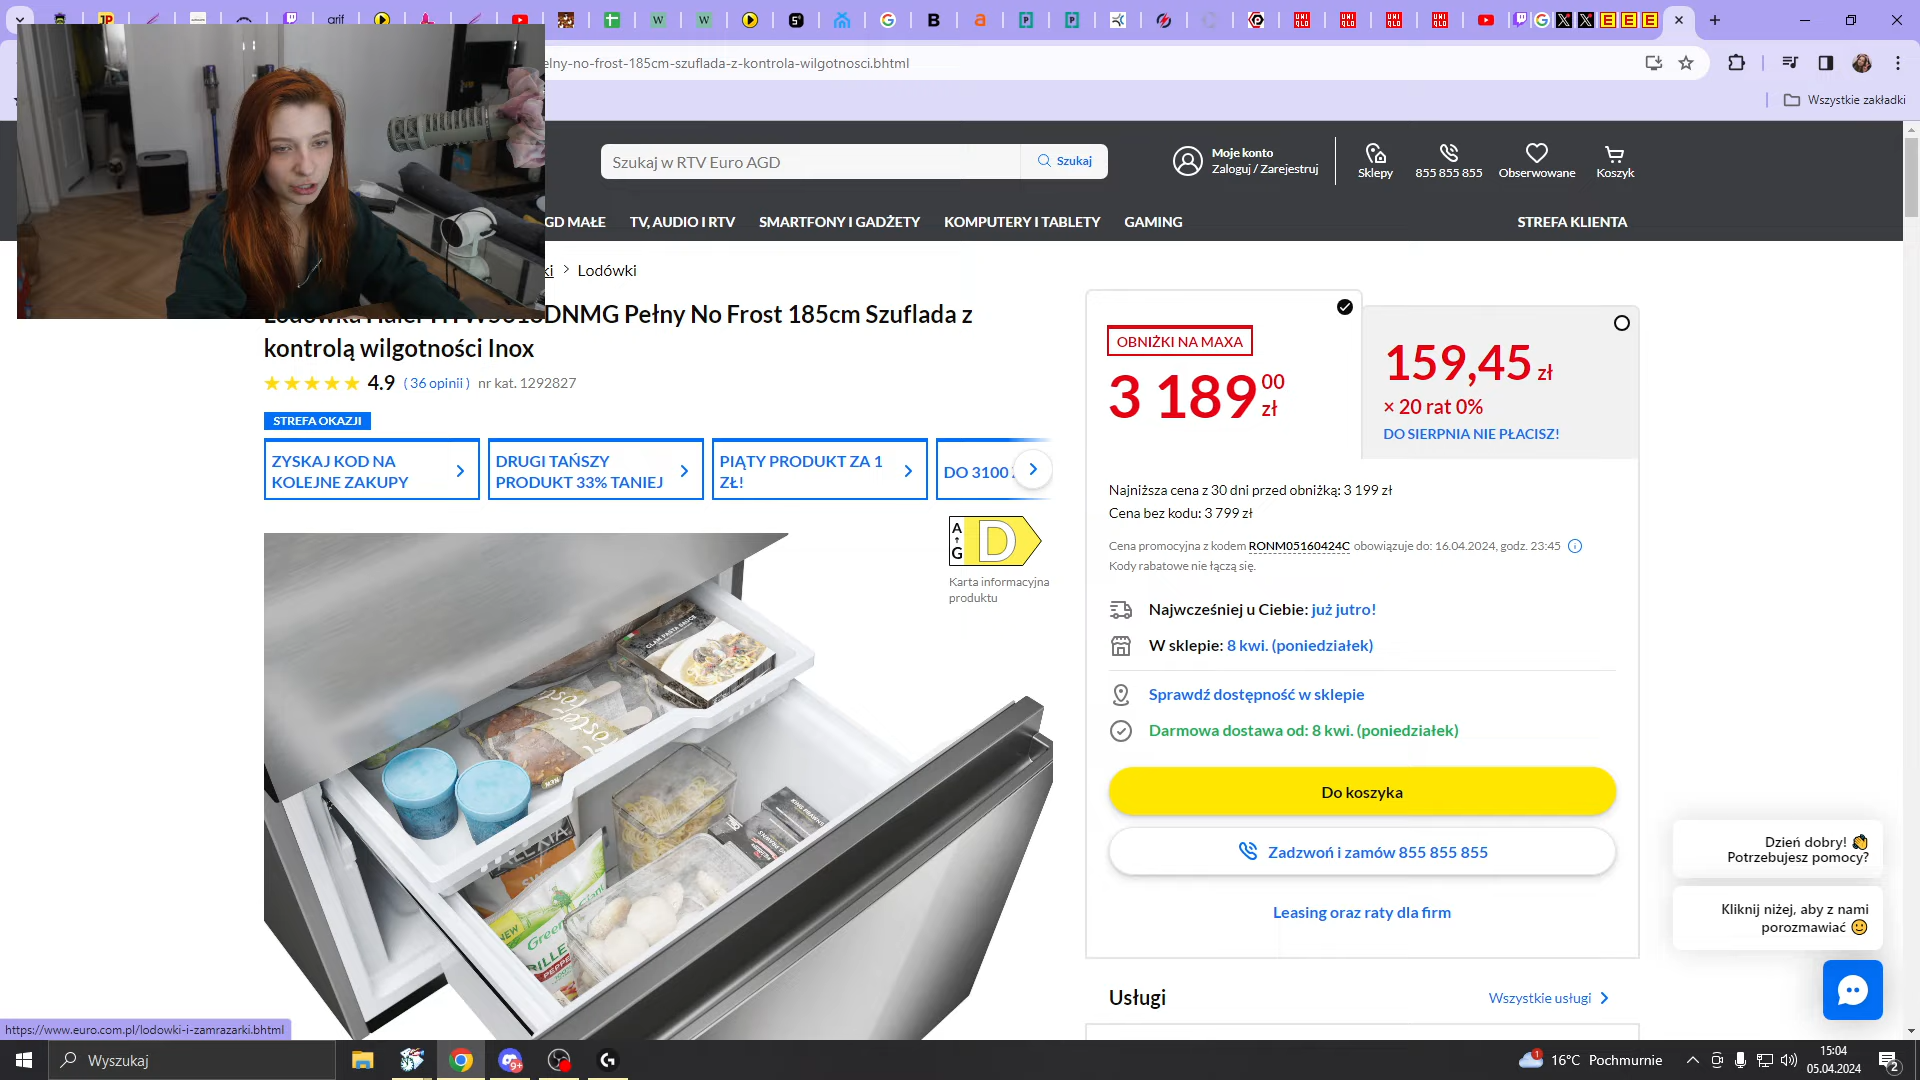 elny-no-frost-185cm-szuflada-z-kontrola-wilgotnosci.bhtml
Wszystkie zakładki
Szukaj w RTV Euro AGD
Szukaj
Moje konto
Zaloguj / Zarejestruj
Sklepy
855 855 855
Obserwowane
Koszyk
GD MAŁE
TV, AUDIO I RTV
SMARTFONY I GADŻETY
KOMPUTERY I TABLETY
GAMING
STREFA KLIENTA
ki > Lodówki
DNMG Pełny No Frost 185cm Szuflada z
kontrolą wilgotności Inox
4.9 ( 36 opinii ) nr kat. 1292827
STREFA OKAZJI
ZYSKAJ KOD NA
KOLEJNE ZAKUPY
DRUGI TAŃSZY
PRODUKT 33% TANIEJ
PIĄTY PRODUKT ZA 1
ZŁ!
DO 3100
A
G
D
Karta informacyjna
produktu
OBNIŻKI NA MAXA
3 189 00 zł
159,45 zł
× 20 rat 0%
DO SIERPNIA NIE PŁACISZ!
Najniższa cena z 30 dni przed obniżką: 3 199 zł
Cena bez kodu: 3 799 zł
Cena promocyjna z kodem RONM05160424C obowiązuje do: 16.04.2024, godz. 23:45
Kody rabatowe nie łączą się.
Najwcześniej u Ciebie: już jutro!
W sklepie: 8 kwi. (poniedziałek)
Sprawdź dostępność w sklepie
Darmowa dostawa od: 8 kwi. (poniedziałek)
Do koszyka
Zadzwoń i zamów 855 855 855
Leasing oraz raty dla firm
Usługi
Wszystkie usługi
Dzień dobry!
Potrzebujesz pomocy?
Kliknij niżej, aby z nami
porozmawiać
CLAM PASTA SAUCE
https://www.euro.com.pl/lodowki-i-zamrazarki.bhtml
Wyszukaj
16°C Pochmurnie
15:04
05.04.2024
2